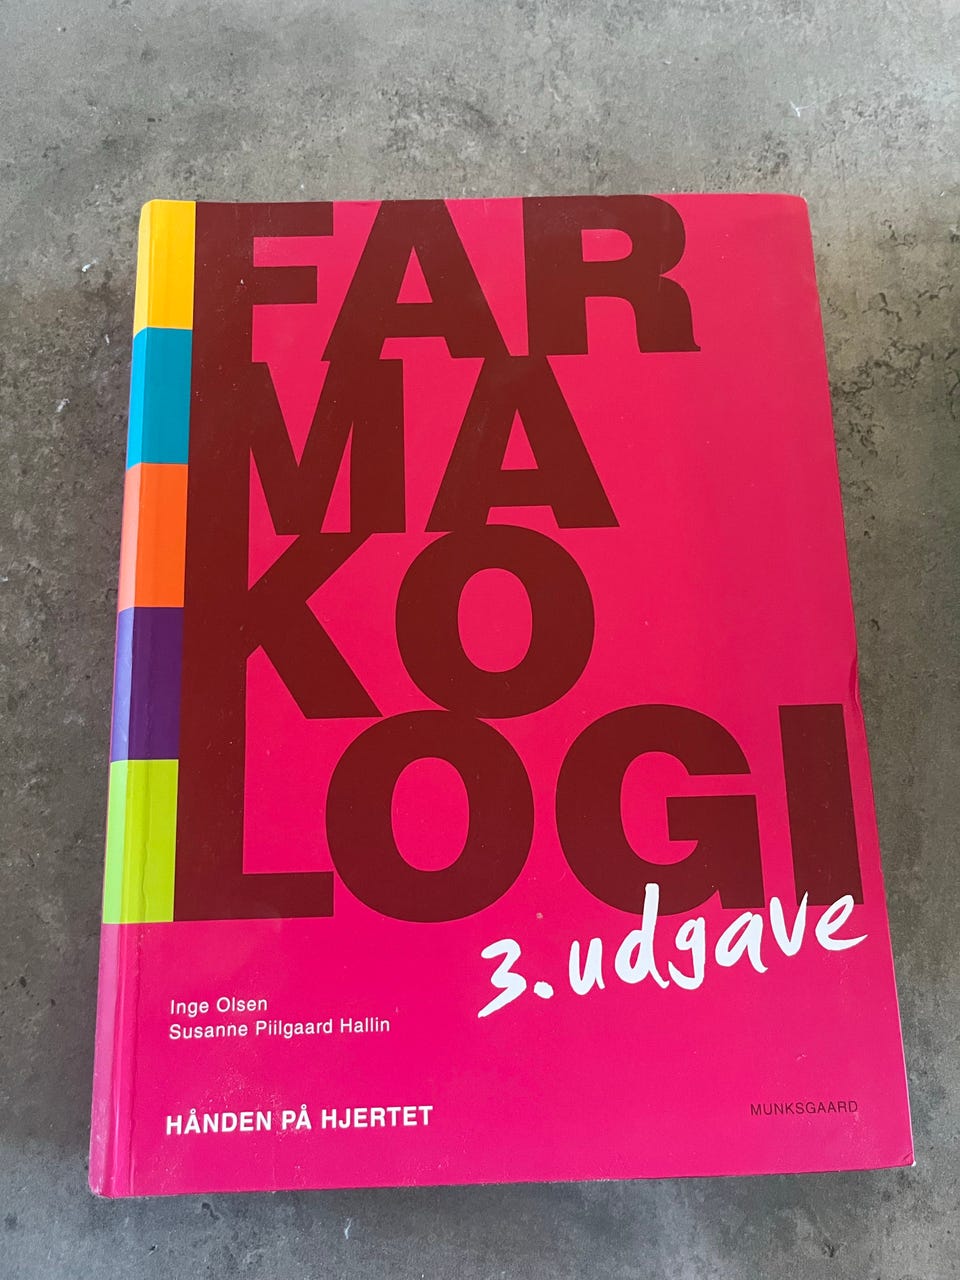 FAR
MA
KO
LOGI
3. udgave
Inge Olsen
Susanne Piilgaard Hallin
HÅNDEN PÅ HJERTET
MUNKSGAARD